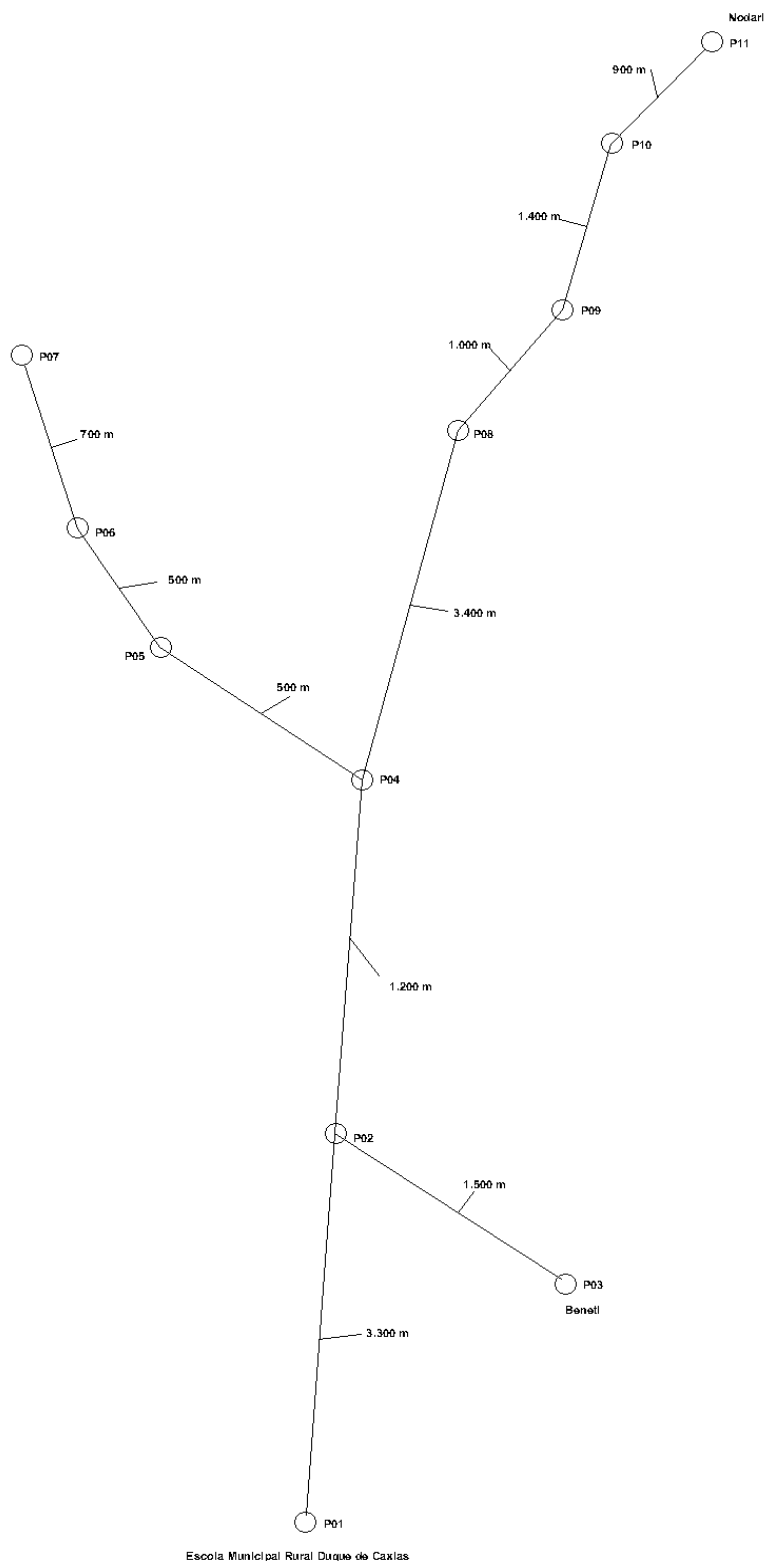 Nodari
P11
900 m
P10
1.400 m
P09
1.000 m
P07
P08
700 m
P06
500 m
3.400 m
P05
500 m
P04
1.200 m
P02
1.500 m
P03
Beneti
3.300 m
P01
Escola Municipal Rural Duque de Caxias